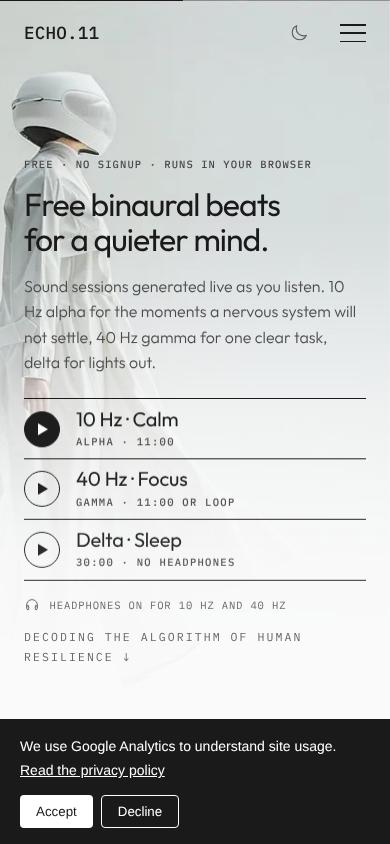 ECHO.11
FREE · NO SIGNUP · RUNS IN YOUR BROWSER
Free binaural beats
for a quieter mind.
Sound sessions generated live as you listen. 10
Hz alpha for the moments a nervous system will
not settle, 40 Hz gamma for one clear task,
delta for lights out.
10 Hz · Calm
ALPHA · 11:00
40 Hz · Focus
GAMMA · 11:00 OR LOOP
Delta · Sleep
30:00 · NO HEADPHONES
HEADPHONES ON FOR 10 HZ AND 40 HZ
DECODING THE ALGORITHM OF HUMAN
RESILIENCE ↓
We use Google Analytics to understand site usage.
Read the privacy policy
Accept
Decline